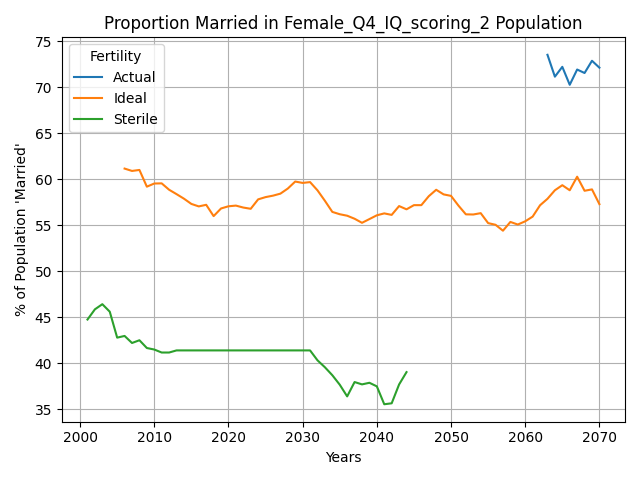 Proportion Married in Female_Q4_IQ_scoring_2 Population
% of Population 'Married'
75
70
65
60
55
50
45
40
35
Fertility
Actual
Ideal
Sterile
2000 2010 2020 2030 2040 2050 2060 2070
Years